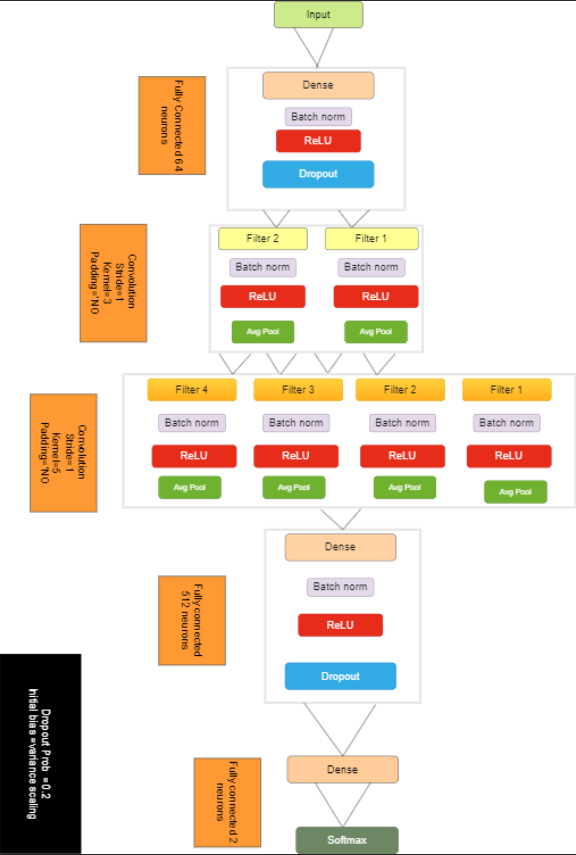 Input
Dense
Batch norm
ReLU
Dropout
Fully Connected 64
neurons
Filter 2
Filter 1
Batch norm
Batch norm
ReLU
ReLU
Avg Pool
Avg Pool
Convolution
Stride=1
Kernel=3
Padding='NO
Filter 4
Filter 3
Filter 2
Filter 1
Batch norm
Batch norm
Batch norm
Batch norm
ReLU
ReLU
ReLU
ReLU
Avg Pool
Avg Pool
Avg Pool
Avg Pool
Convolution
Stride=1
Kernel=5
Padding='NO
Dense
Batch norm
ReLU
Dropout
Fully connected
512 neurons
Dense
Fully connected 2
neurons
Softmax
Dropout Prob =0.2
Initial bias =variance scaling